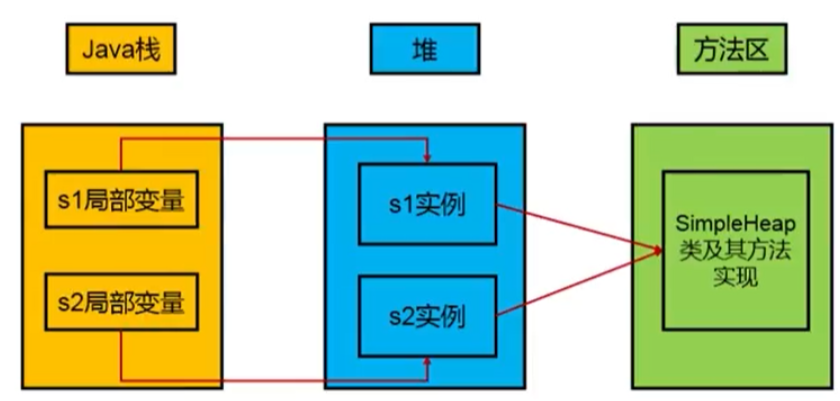 Java栈
堆
方法区
s1局部变量
s2局部变量
s1实例
s2实例
SimpleHeap
类及其方法
实现